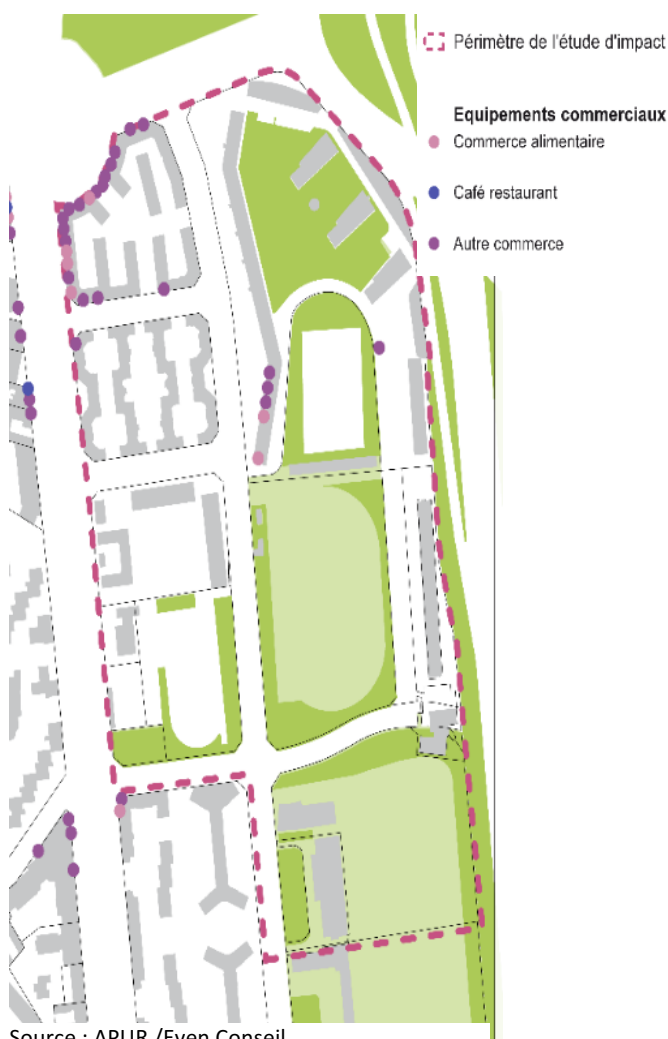 Périmètre de l'étude d'impact
Equipements commerciaux
Commerce alimentaire
Café restaurant
Autre commerce
Source : APUR /Even Conseil